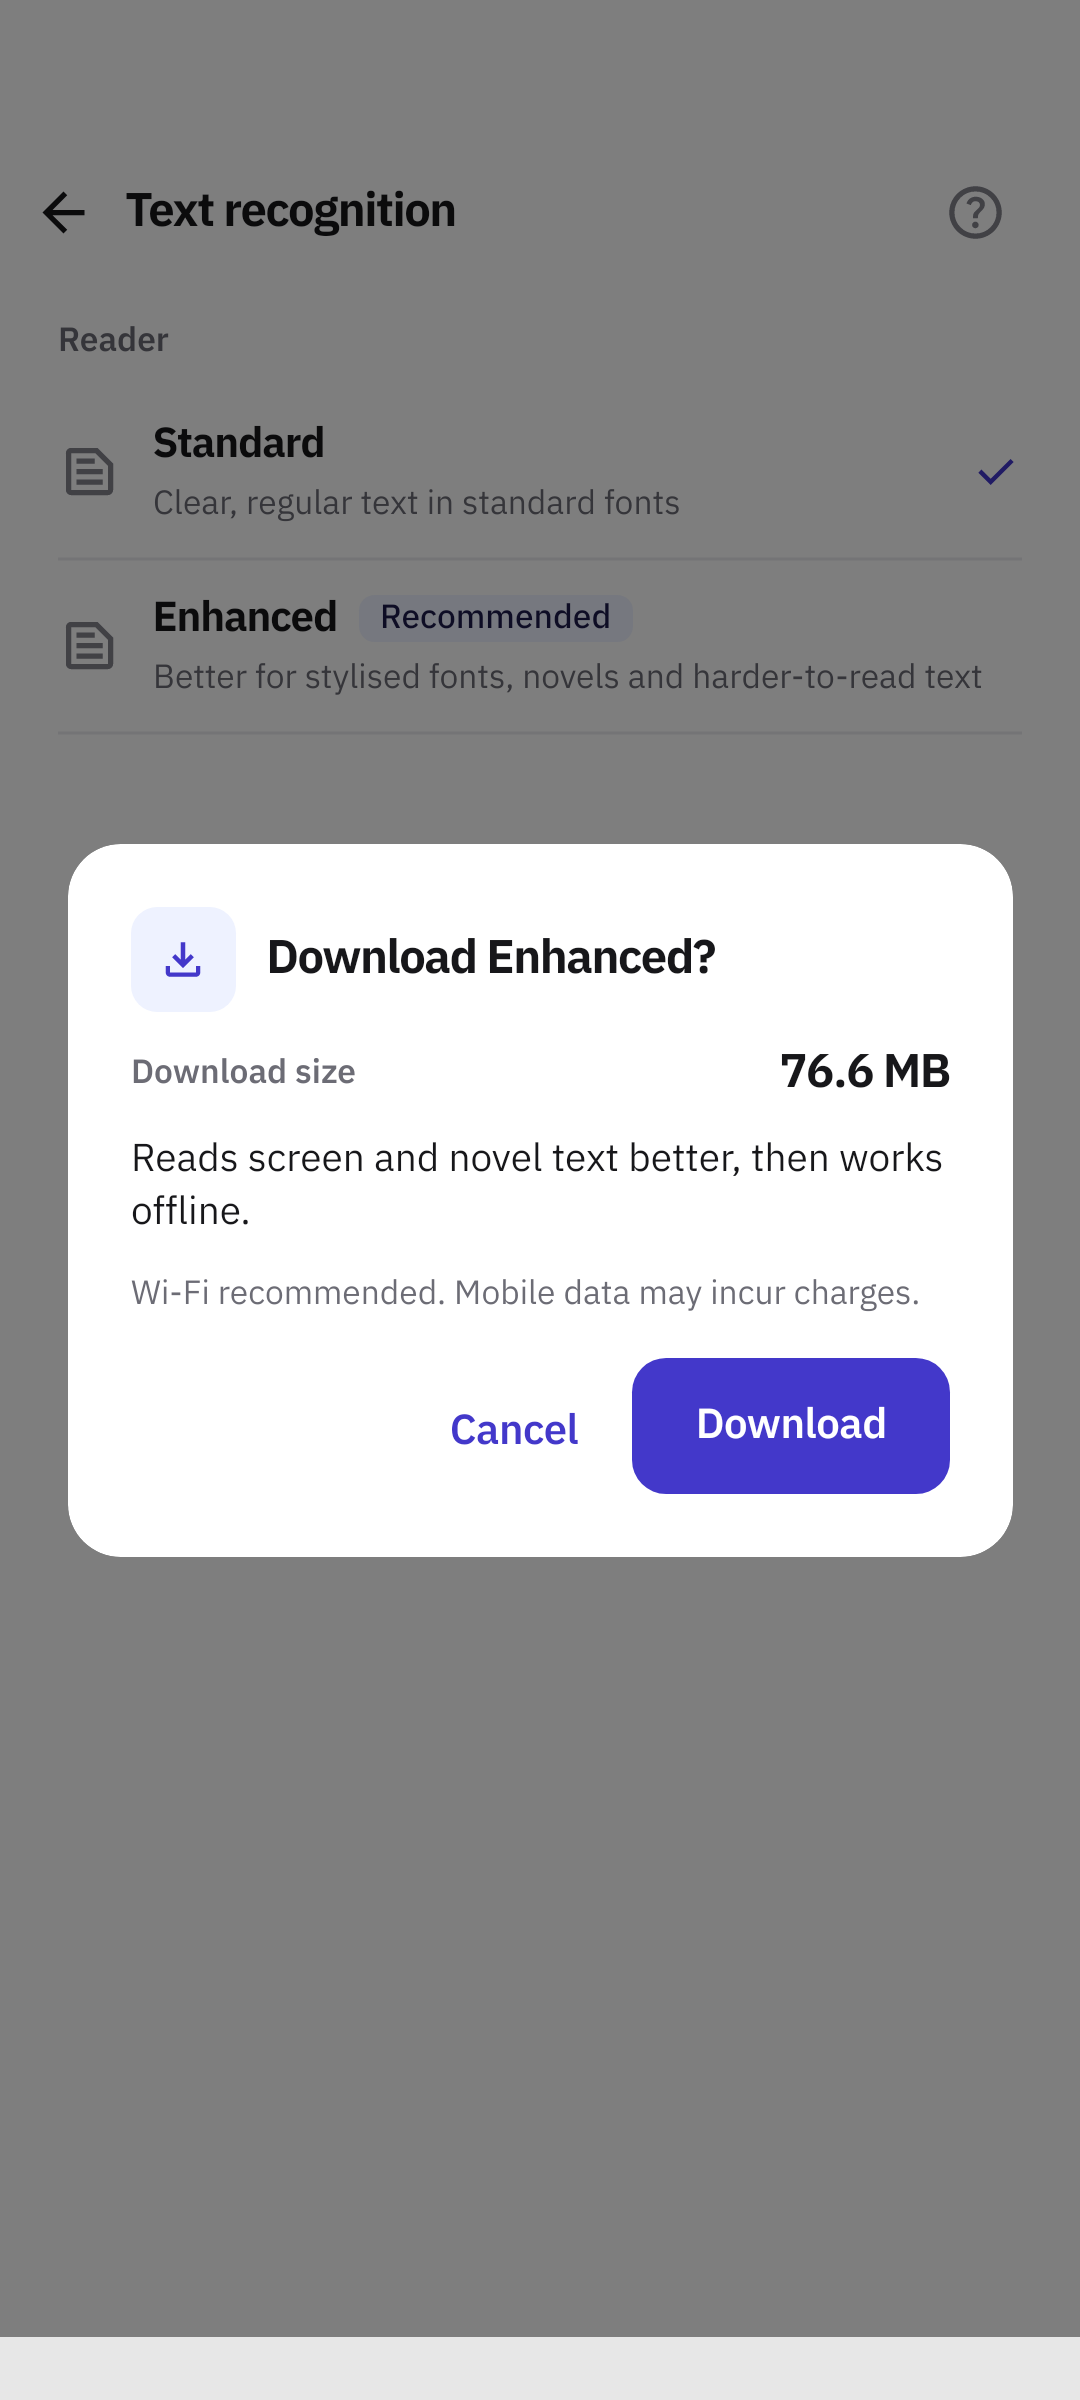 Text recognition
Reader
Standard
Clear, regular text in standard fonts
Enhanced Recommended
Better for stylised fonts, novels and harder-to-read text
Download Enhanced?
Download size 76.6 MB
Reads screen and novel text better, then works
offline.
Wi-Fi recommended. Mobile data may incur charges.
Cancel Download